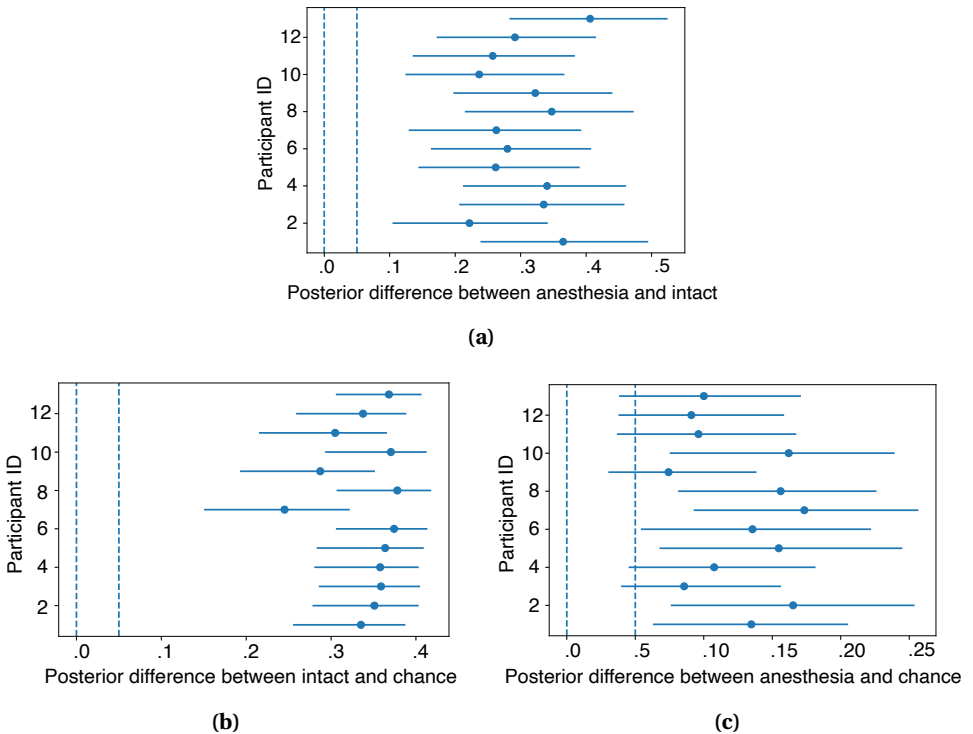 12
10
8
6
4
2
Participant ID
.0 .1 .2 .3 .4 .5
Posterior difference between anesthesia and intact
(a)
12
10
8
6
4
2
Participant ID
.0 .1 .2 .3 .4
Posterior difference between intact and chance
(b)
12
10
8
6
4
2
Participant ID
.0 .5 .10 .15 .20 .25
Posterior difference between anesthesia and chance
(c)